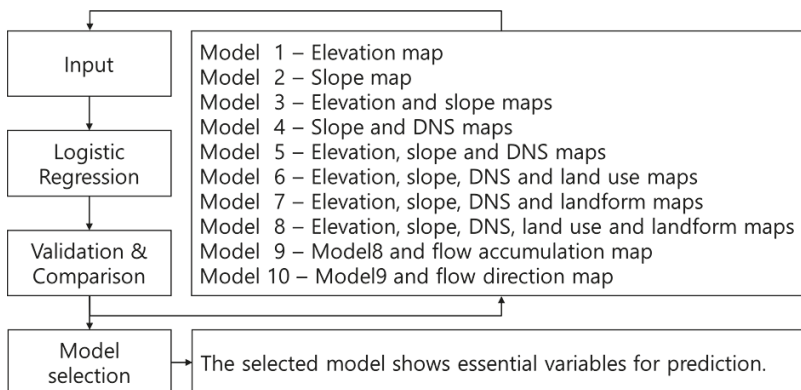 Input
Logistic
Regression
Validation &
Comparison
Model
selection
Model 1 – Elevation map
Model 2 – Slope map
Model 3 – Elevation and slope maps
Model 4 – Slope and DNS maps
Model 5 – Elevation, slope and DNS maps
Model 6 – Elevation, slope, DNS and land use maps
Model 7 – Elevation, slope, DNS and landform maps
Model 8 – Elevation, slope, DNS, land use and landform maps
Model 9 – Model8 and flow accumulation map
Model 10 – Model9 and flow direction map
The selected model shows essential variables for prediction.